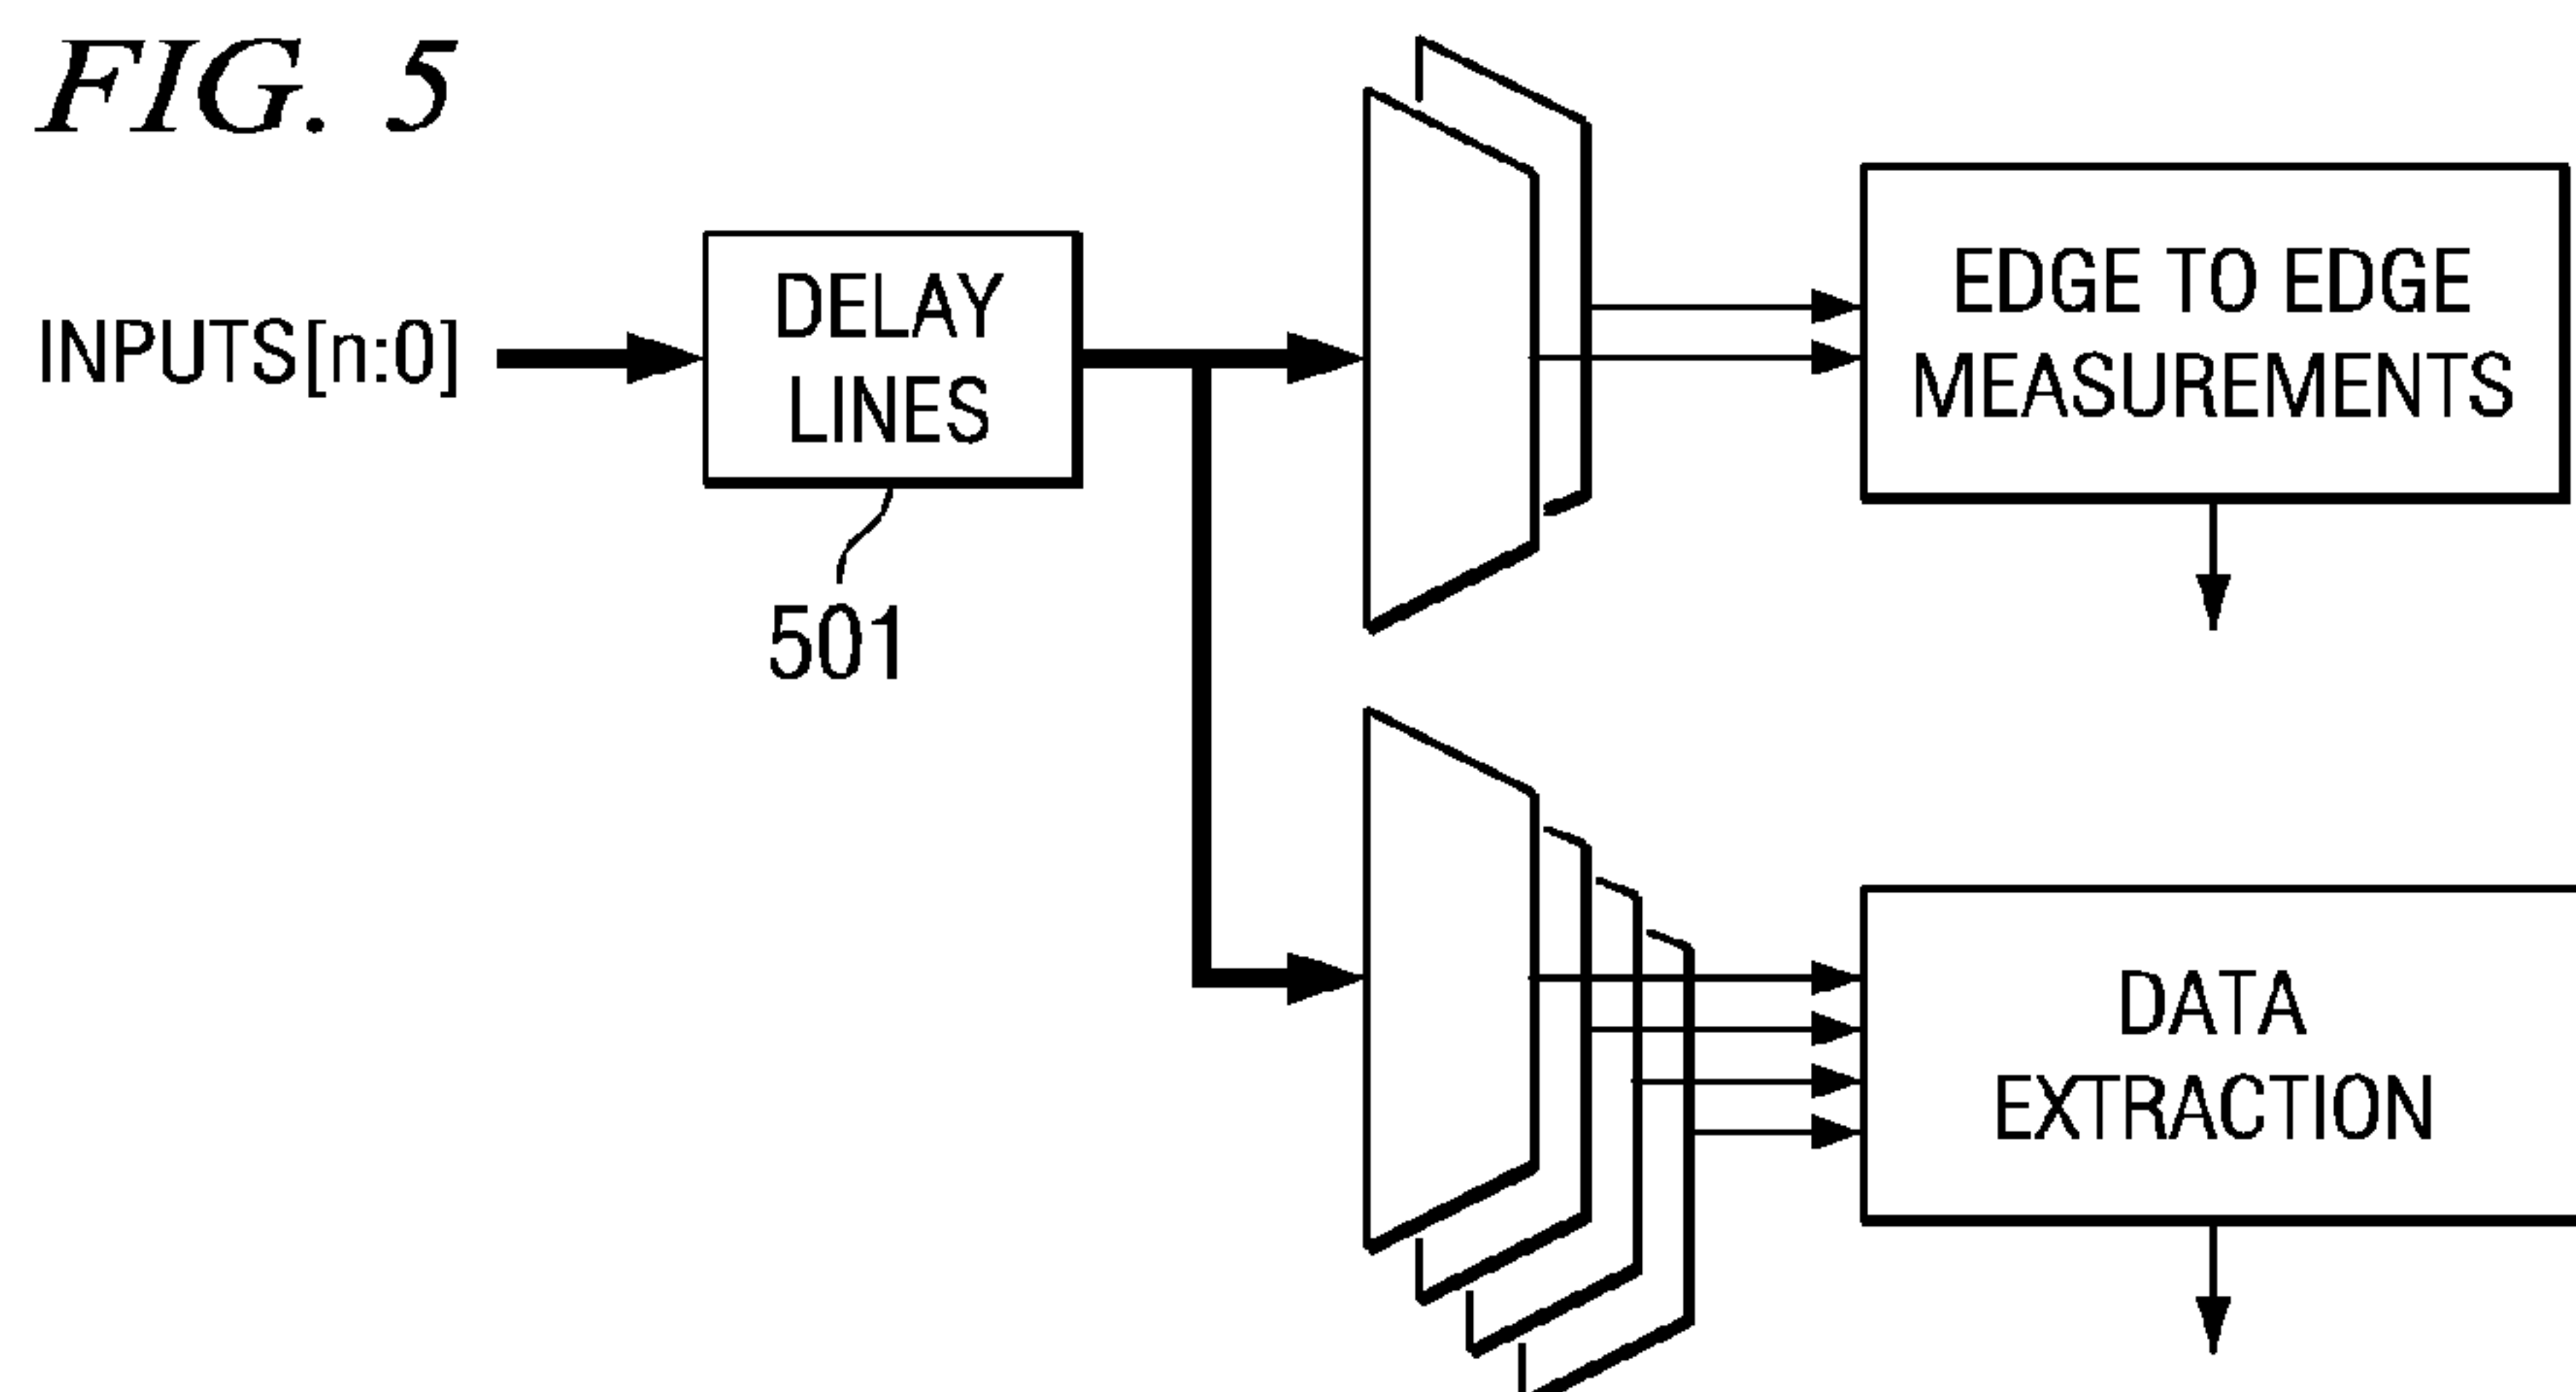 FIG. 5
INPUTS[n:0]
DELAY
LINES
501
EDGE TO EDGE
MEASUREMENTS
DATA
EXTRACTION